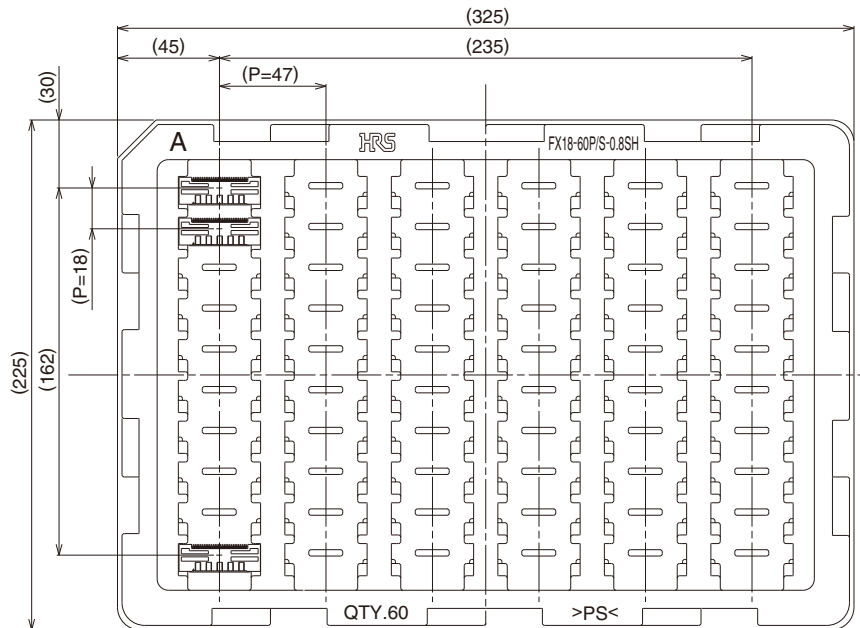 (325)
(45)
(235)
(P=47)
(30)
A
HRS
FX18-60P/S-0.8SH
(P=18)
(225)
(162)
QTY.60
>PS<